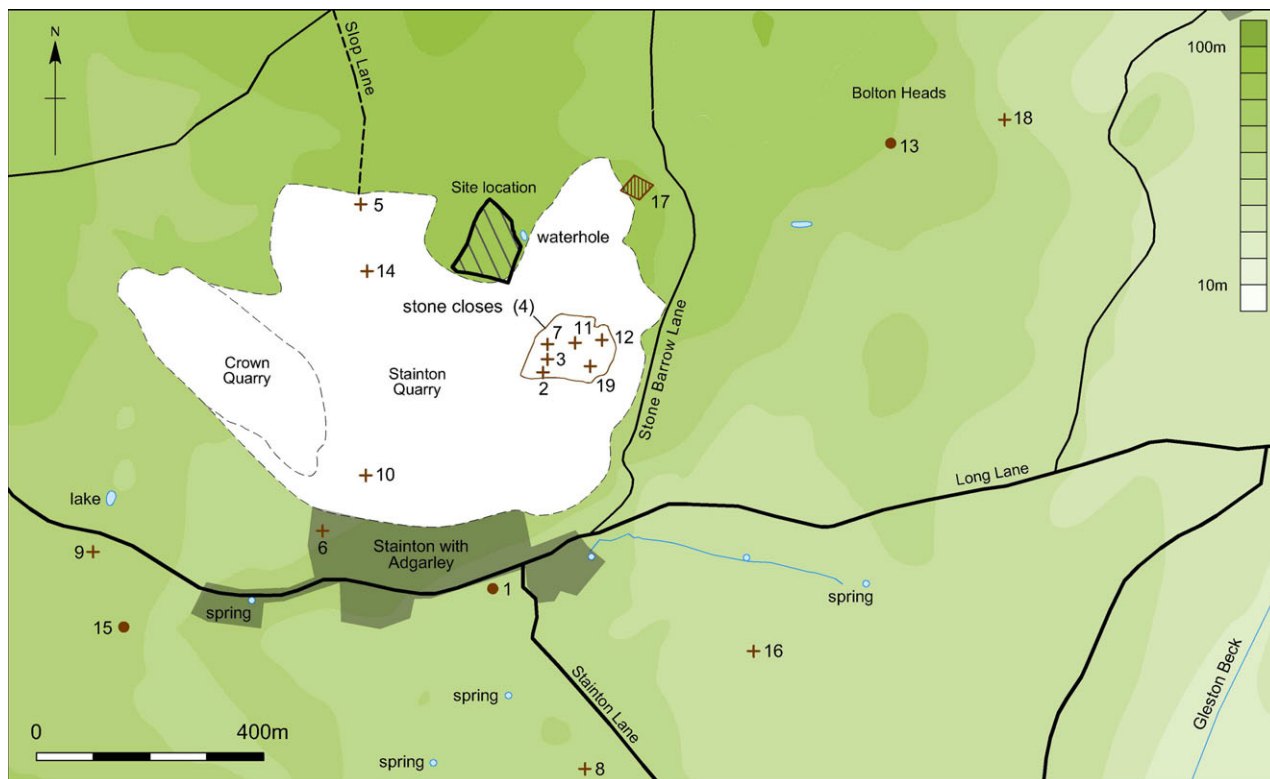 N
Slop Lane
100m
Bolton Heads
18
13
Site location
17
5
waterhole
14
10m
stone closes (4)
7
11
12
3
2
19
Crown
Quarry
Stainton
Quarry
Stone Barrow Lane
10
Long Lane
lake
6
9
Stainton with
Adgarley
1
spring
spring
15
16
Stainton Lane
Gleston Beck
spring
0
400m
spring
8